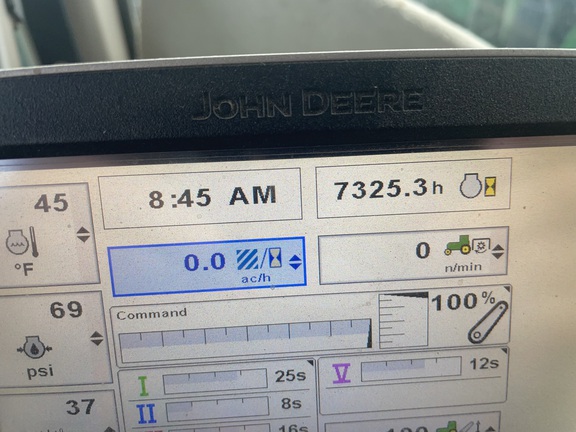 JOHN DEERE
45
°F
8:45 AM
7325.3h
0.0
ac/h
0
n/min
69
psi
Command
100%
I 25s
V 12s
II 8s
37
16s
100